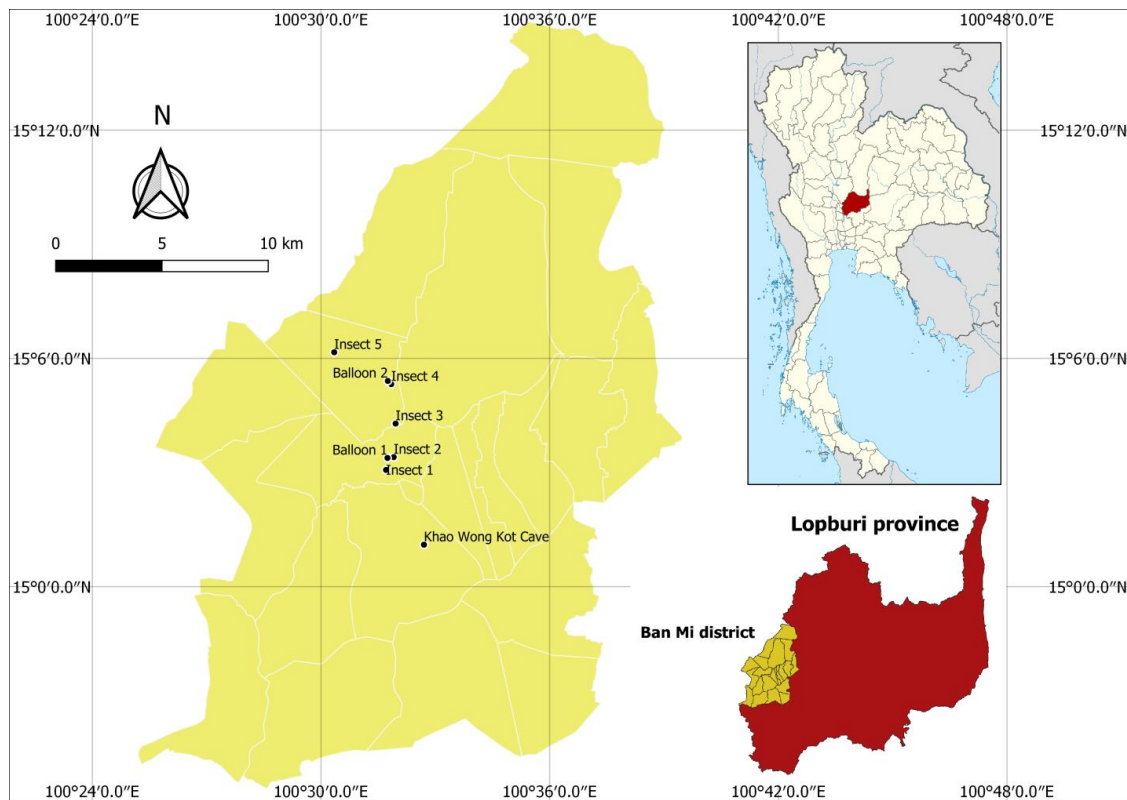 100°24′0.0″E 100°30′0.0″E 100°36′0.0″E 100°42′0.0″E 100°48′0.0″E
15°12′0.0″N 15°12′0.0″N
N
0 5 10 km
15°6′0.0″N 15°6′0.0″N
Insect 5
Balloon 2 Insect 4
Insect 3
Balloon 1 Insect 2
Insect 1
Khao Wong Kot Cave
Lopburi province
15°0′0.0″N 15°0′0.0″N
Ban Mi district
100°24′0.0″E 100°30′0.0″E 100°36′0.0″E 100°42′0.0″E 100°48′0.0″E